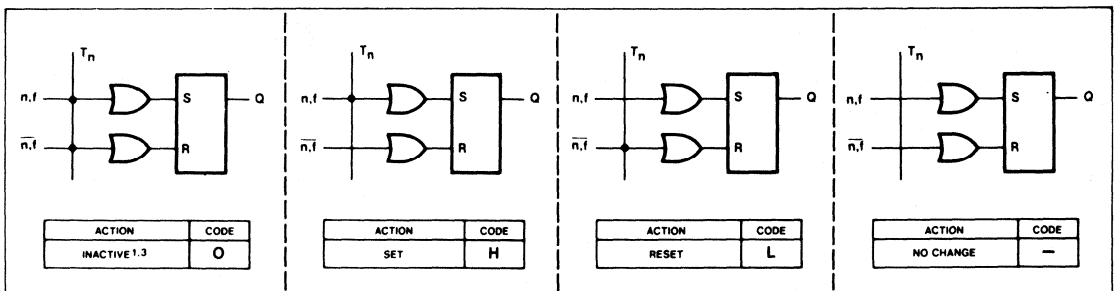 Tn
n,f
S
Q
n̅,f̅
R
ACTION CODE
INACTIVE 1,3 O
Tn
n,f
S
Q
n̅,f̅
R
ACTION CODE
SET H
Tn
n,f
S
Q
n̅,f̅
R
ACTION CODE
RESET L
Tn
n,f
S
Q
n̅,f̅
R
ACTION CODE
NO CHANGE —